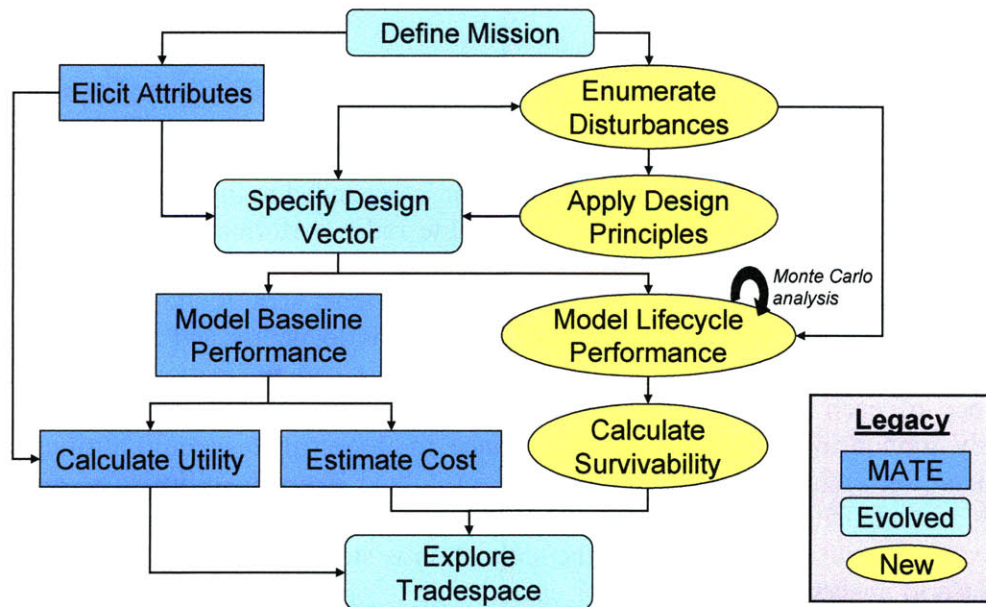 Define Mission
Elicit Attributes
Enumerate
Disturbances
Specify Design
Vector
Apply Design
Principles
Monte Carlo
analysis
Model Baseline
Performance
Model Lifecycle
Performance
Calculate Utility
Estimate Cost
Calculate
Survivability
Explore
Tradespace
Legacy
MATE
Evolved
New